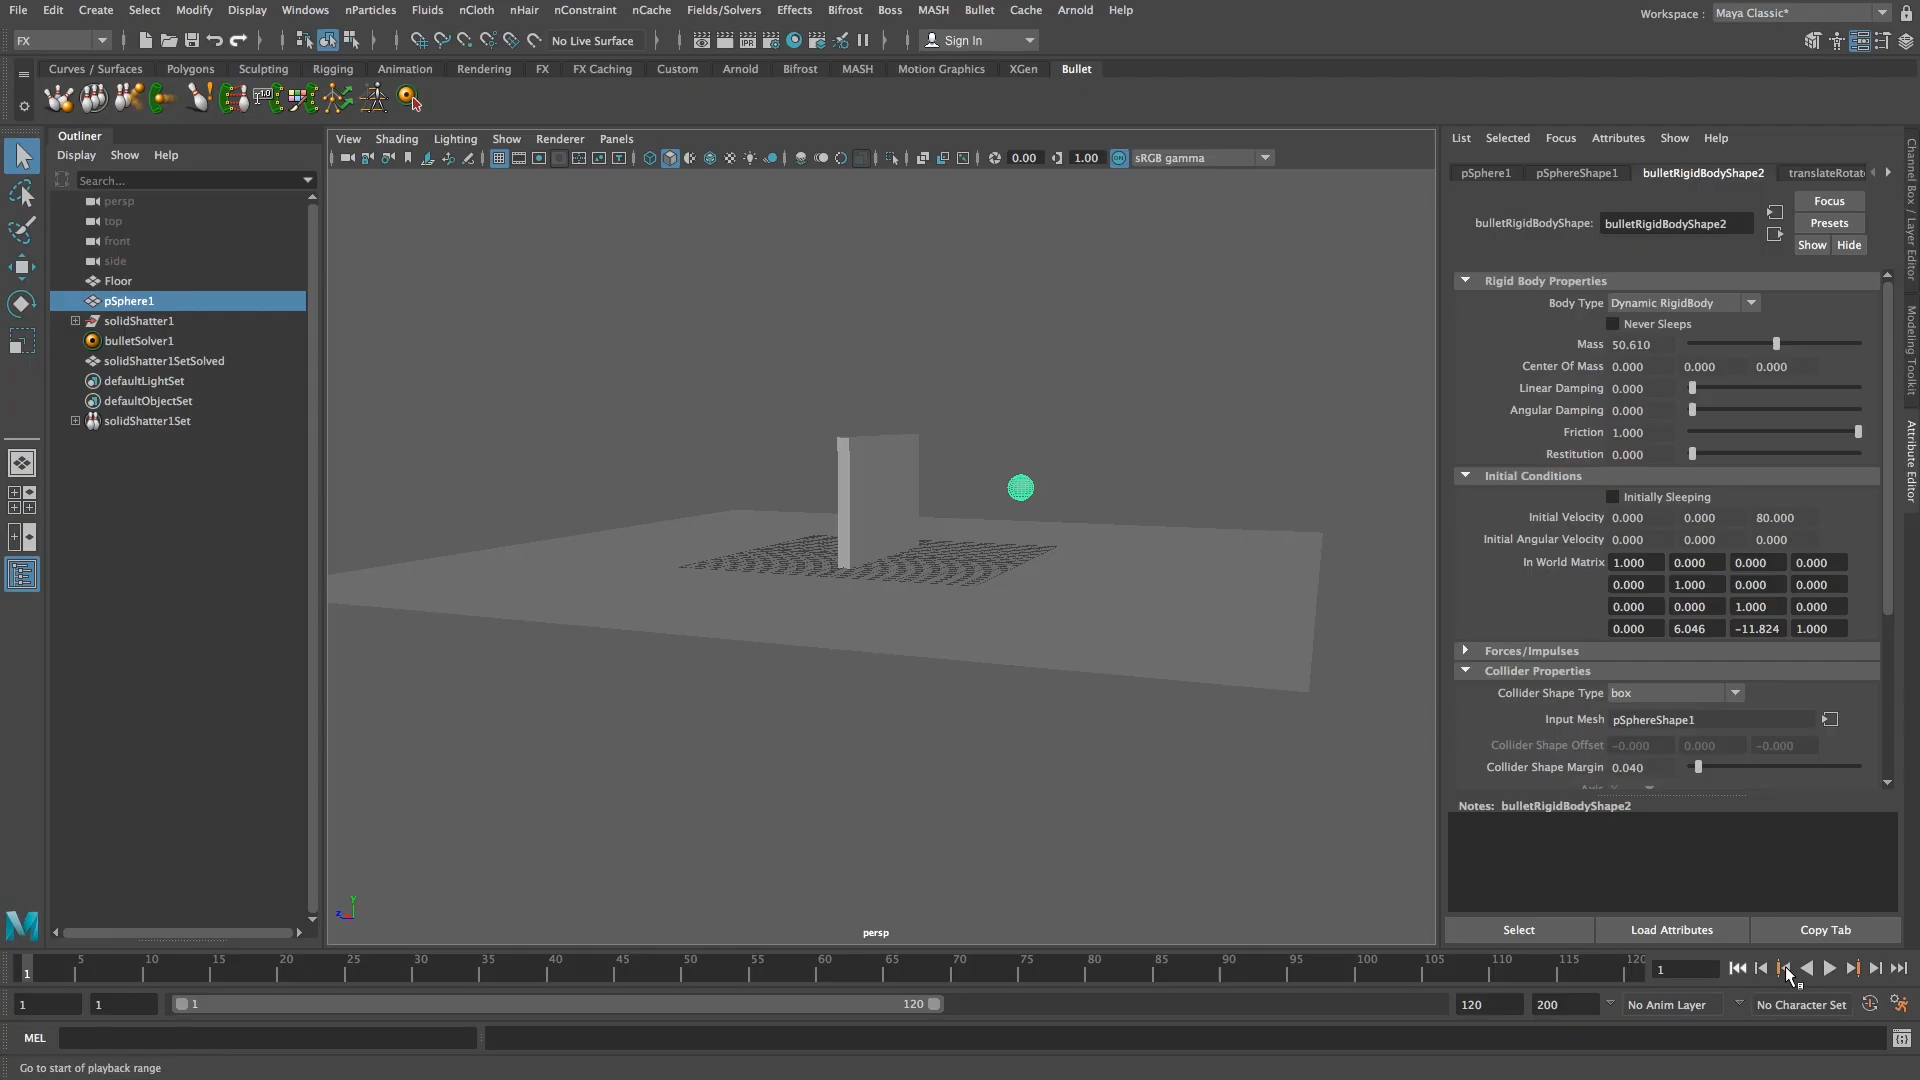 File Edit Create Select Modify Display Windows nParticles Fluids nCloth nHair nConstraint nCache Fields/Solvers Effects Bifrost Boss MASH Bullet Cache Arnold Help
Workspace : Maya Classic*
FX
No Live Surface
Sign In
Curves / Surfaces Polygons Sculpting Rigging Animation Rendering FX FX Caching Custom Arnold Bifrost MASH Motion Graphics XGen Bullet
Outliner
Display Show Help
Search...
persp
top
front
side
Floor
pSphere1
solidShatter1
bulletSolver1
solidShatter1SetSolved
defaultLightSet
defaultObjectSet
solidShatter1Set
View Shading Lighting Show Renderer Panels
0.00 1.00 sRGB gamma
persp
List Selected Focus Attributes Show Help
pSphere1 pSphereShape1 bulletRigidBodyShape2 translateRotat
bulletRigidBodyShape: bulletRigidBodyShape2
Focus
Presets
Show Hide
Rigid Body Properties
Body Type Dynamic RigidBody
Never Sleeps
Mass 50.610
Center Of Mass 0.000 0.000 0.000
Linear Damping 0.000
Angular Damping 0.000
Friction 1.000
Restitution 0.000
Initial Conditions
Initially Sleeping
Initial Velocity 0.000 0.000 80.000
Initial Angular Velocity 0.000 0.000 0.000
In World Matrix 1.000 0.000 0.000 0.000
0.000 1.000 0.000 0.000
0.000 0.000 1.000 0.000
0.000 6.046 -11.824 1.000
Forces/Impulses
Collider Properties
Collider Shape Type box
Input Mesh pSphereShape1
Collider Shape Offset -0.000 0.000 -0.000
Collider Shape Margin 0.040
Notes: bulletRigidBodyShape2
Select Load Attributes Copy Tab
Channel Box / Layer Editor
Modeling Toolkit
Attribute Editor
5 10 15 20 25 30 35 40 45 50 55 60 65 70 75 80 85 90 95 100 105 110 115 120
1
1
1 1 1 120 120 200 No Anim Layer No Character Set
MEL
Go to start of playback range